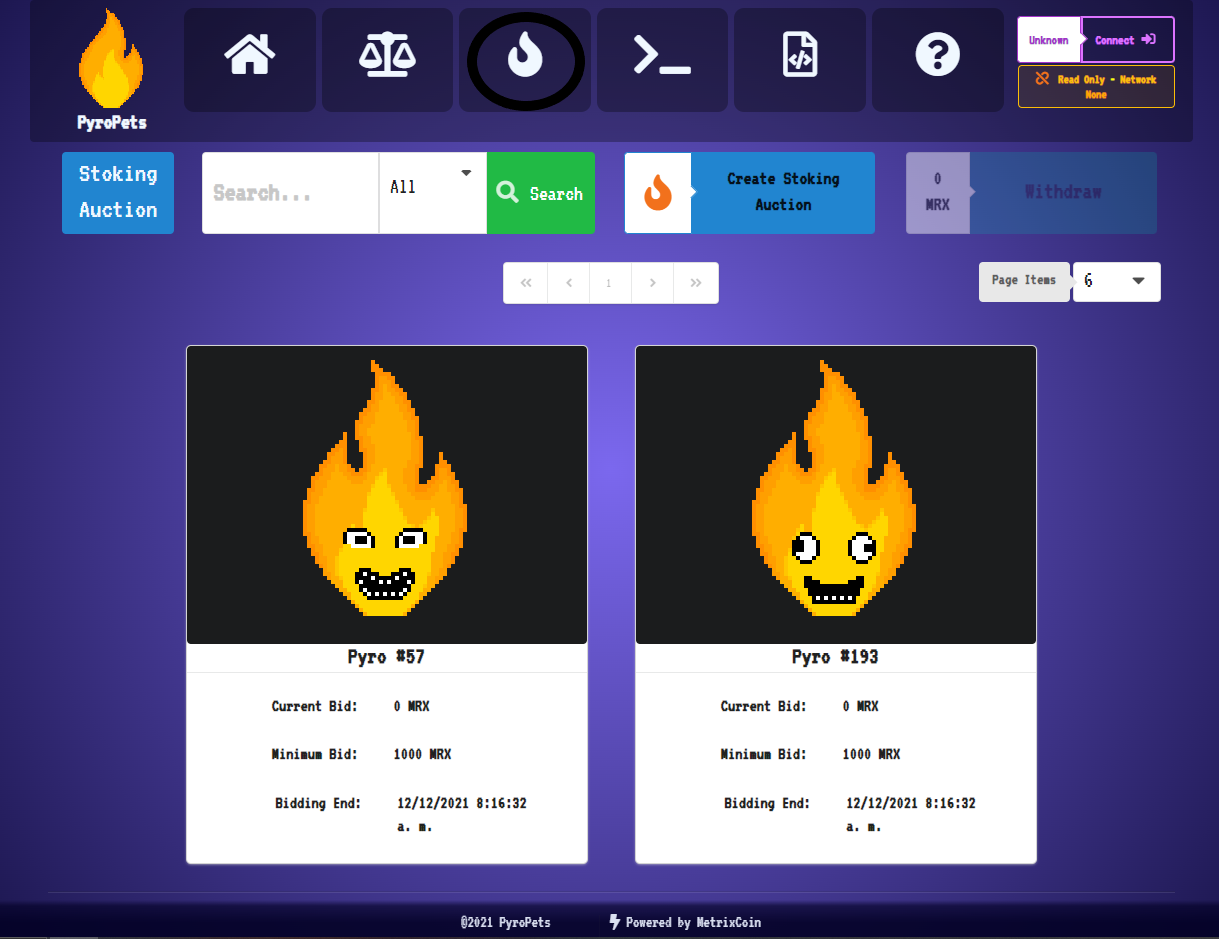 PyroPets
Unknown
Connect
Read Only - Network
None
Stoking
Auction
Search...
All
Search
Create Stoking
Auction
0
MRX
Withdraw
«
‹
1
›
»
Page Items
6
Pyro #57
Current Bid: 0 MRX
Minimum Bid: 1000 MRX
Bidding End: 12/12/2021 8:16:32
a. m.
Pyro #193
Current Bid: 0 MRX
Minimum Bid: 1000 MRX
Bidding End: 12/12/2021 8:16:32
a. m.
@2021 PyroPets
Powered by MetrixCoin